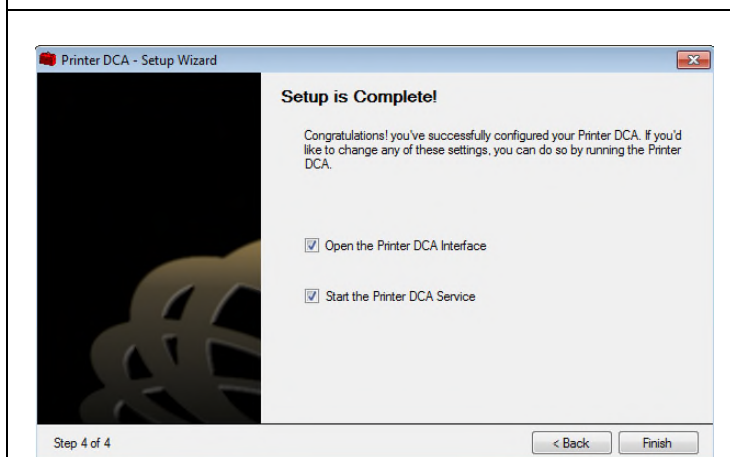 Printer DCA - Setup Wizard
Setup is Complete!
Congratulations! you've successfully configured your Printer DCA. If you'd
like to change any of these settings, you can do so by running the Printer
DCA.
Open the Printer DCA Interface
Start the Printer DCA Service
Step 4 of 4
< Back
Finish